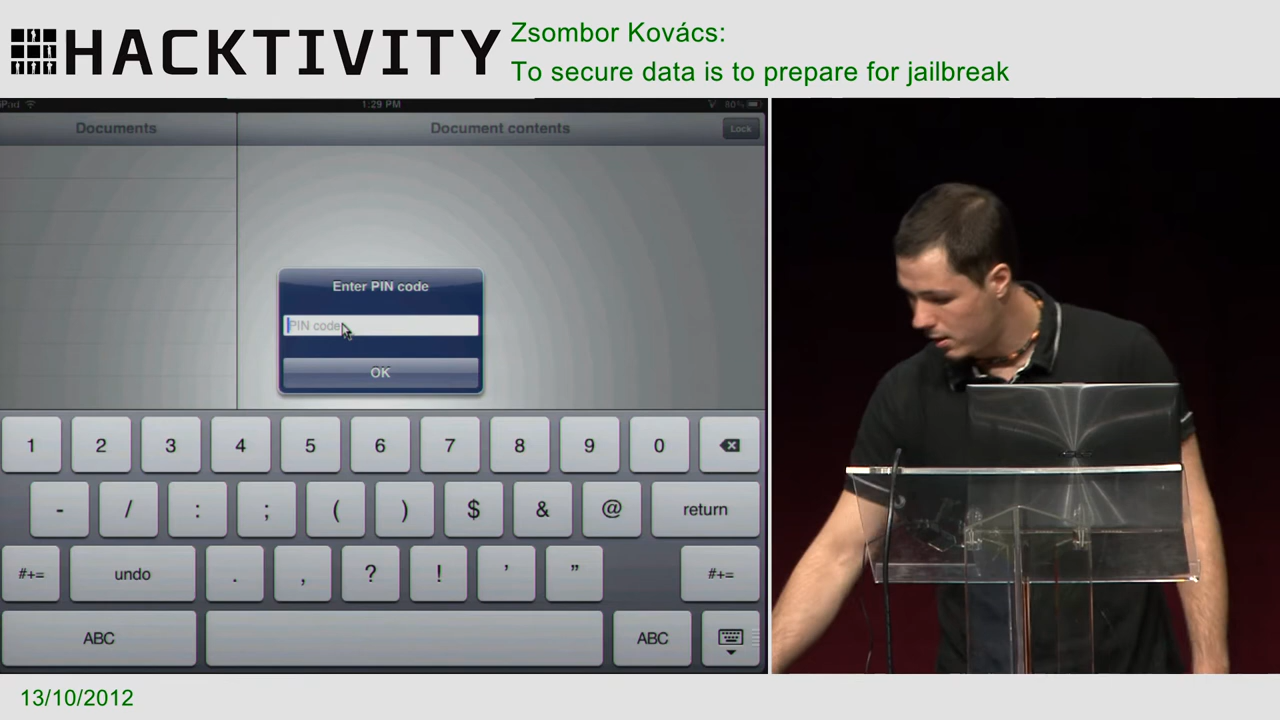 HACKTIVITY
Zsombor Kovács:
To secure data is to prepare for jailbreak
iPad
1:29 PM
80%
Documents
Document contents
Lock
Enter PIN code
PIN code
OK
1 2 3 4 5 6 7 8 9 0
- / : ; ( ) $ & @ return
#+= undo . , ? ! ’ ” #+=
ABC ABC
13/10/2012